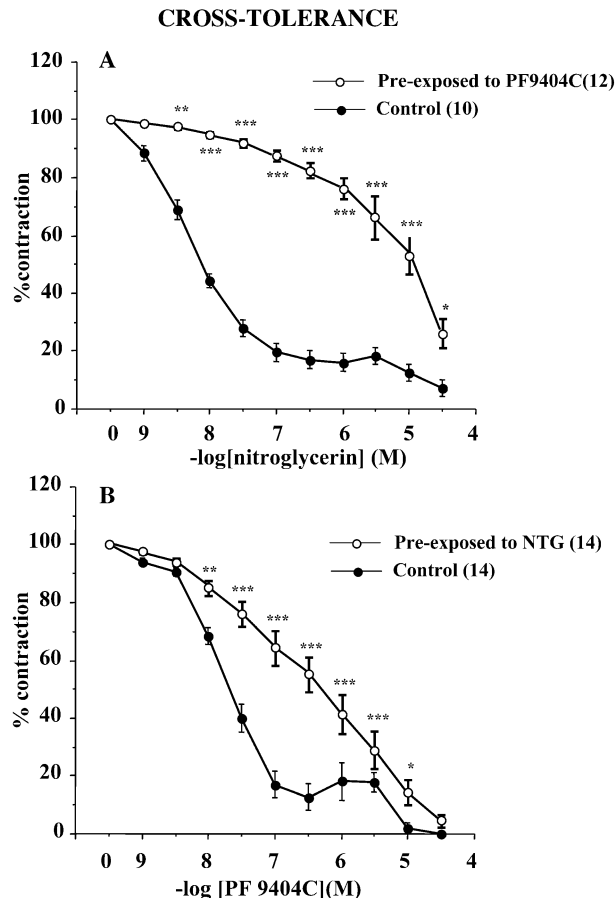 CROSS-TOLERANCE
A
Pre-exposed to PF9404C(12)
Control (10)
120
100
80
60
40
20
0
%contraction
** *** *** *** *** *** *** *** *** *
0 9 8 7 6 5 4
-log[nitroglycerin] (M)
B
Pre-exposed to NTG (14)
Control (14)
120
100
80
60
40
20
0
% contraction
** *** *** *** *** *** *
0 9 8 7 6 5 4
-log [PF 9404C](M)